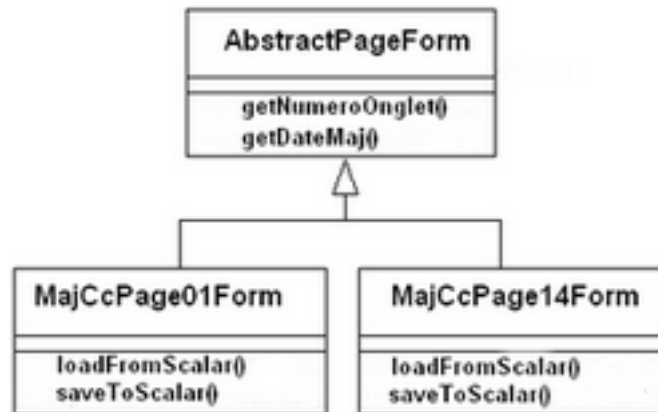 AbstractPageForm
getNumeroOnglet()
getDateMaj()
MajCcPage01Form
loadFromScalar()
saveToScalar()
MajCcPage14Form
loadFromScalar()
saveToScalar()